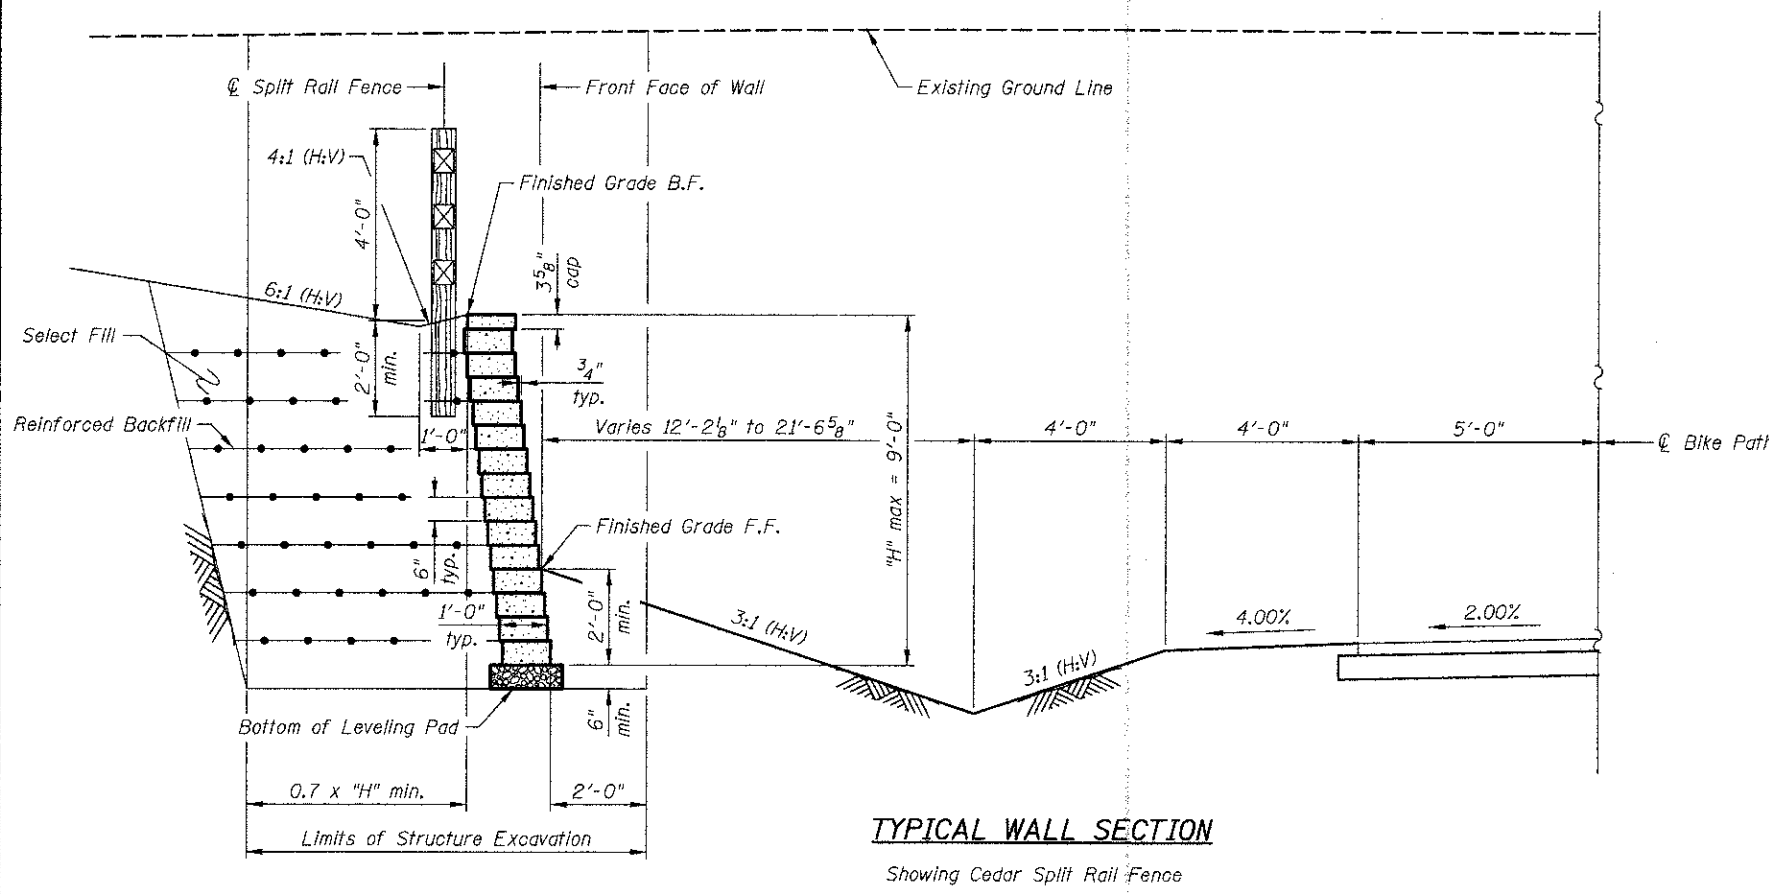 ℄ Split Rail Fence
Front Face of Wall
Existing Ground Line
4:1 (H:V)
Finished Grade B.F.
4'-0"
3 5/8"
cap
6:1 (H:V)
Select Fill
2'-0"
min.
3/4"
typ.
Reinforced Backfill
1'-0"
Varies 12'-2 1/8" to 21'-6 5/8"
"H" max = 9'-0"
4'-0"
4'-0"
5'-0"
℄ Bike Path
Finished Grade F.F.
6"
typ.
1'-0"
typ.
2'-0"
min.
3:1 (H:V)
3:1 (H:V)
4.00%
2.00%
Bottom of Leveling Pad
6"
min.
0.7 x "H" min.
2'-0"
Limits of Structure Excavation
TYPICAL WALL SECTION
Showing Cedar Split Rail Fence